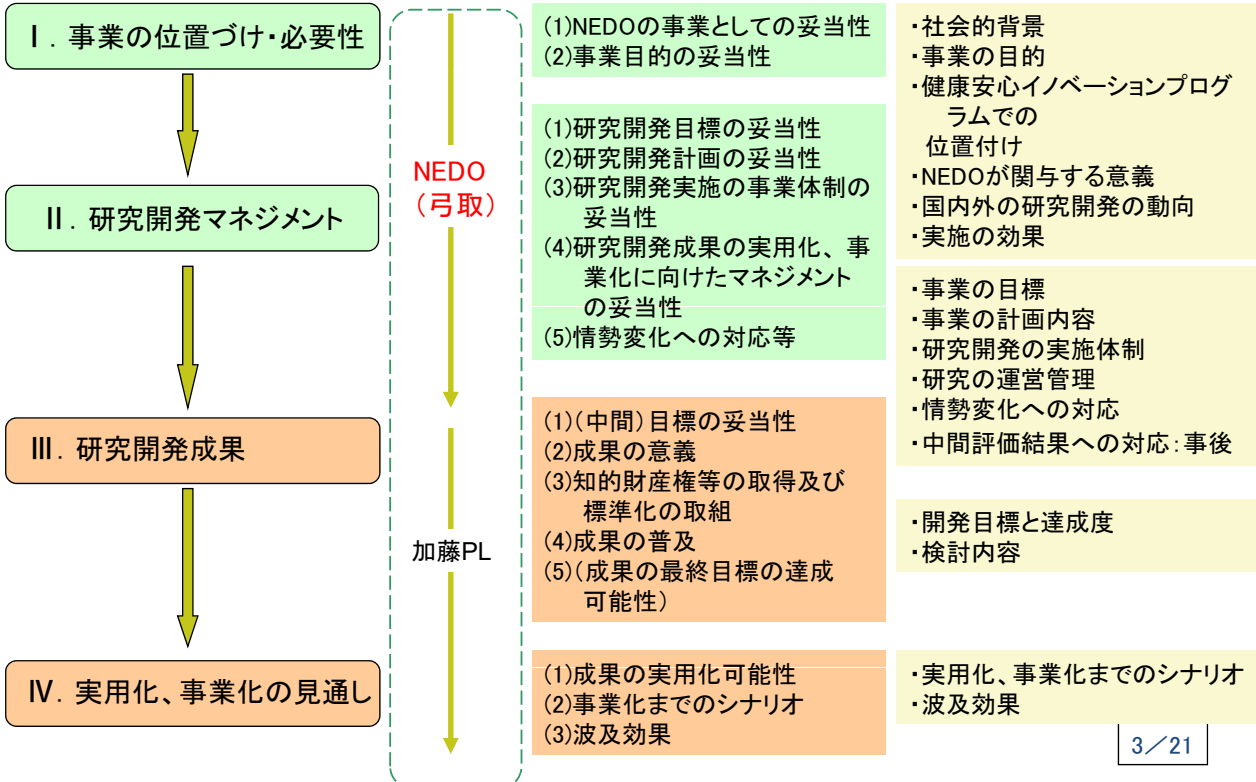 Ⅰ．事業の位置づけ・必要性
Ⅱ．研究開発マネジメント
Ⅲ．研究開発成果
Ⅳ．実用化、事業化の見通し
NEDO
（弓取）
加藤PL
(1)NEDOの事業としての妥当性
(2)事業目的の妥当性
(1)研究開発目標の妥当性
(2)研究開発計画の妥当性
(3)研究開発実施の事業体制の
妥当性
(4)研究開発成果の実用化、事
業化に向けたマネジメント
の妥当性
(5)情勢変化への対応等
(1)(中間)目標の妥当性
(2)成果の意義
(3)知的財産権等の取得及び
標準化の取組
(4)成果の普及
(5)(成果の最終目標の達成
可能性)
(1)成果の実用化可能性
(2)事業化までのシナリオ
(3)波及効果
・社会的背景
・事業の目的
・健康安心イノベーションプログ
ラムでの
位置付け
・NEDOが関与する意義
・国内外の研究開発の動向
・実施の効果
・事業の目標
・事業の計画内容
・研究開発の実施体制
・研究の運営管理
・情勢変化への対応
・中間評価結果への対応：事後
・開発目標と達成度
・検討内容
・実用化、事業化までのシナリオ
・波及効果
3／21